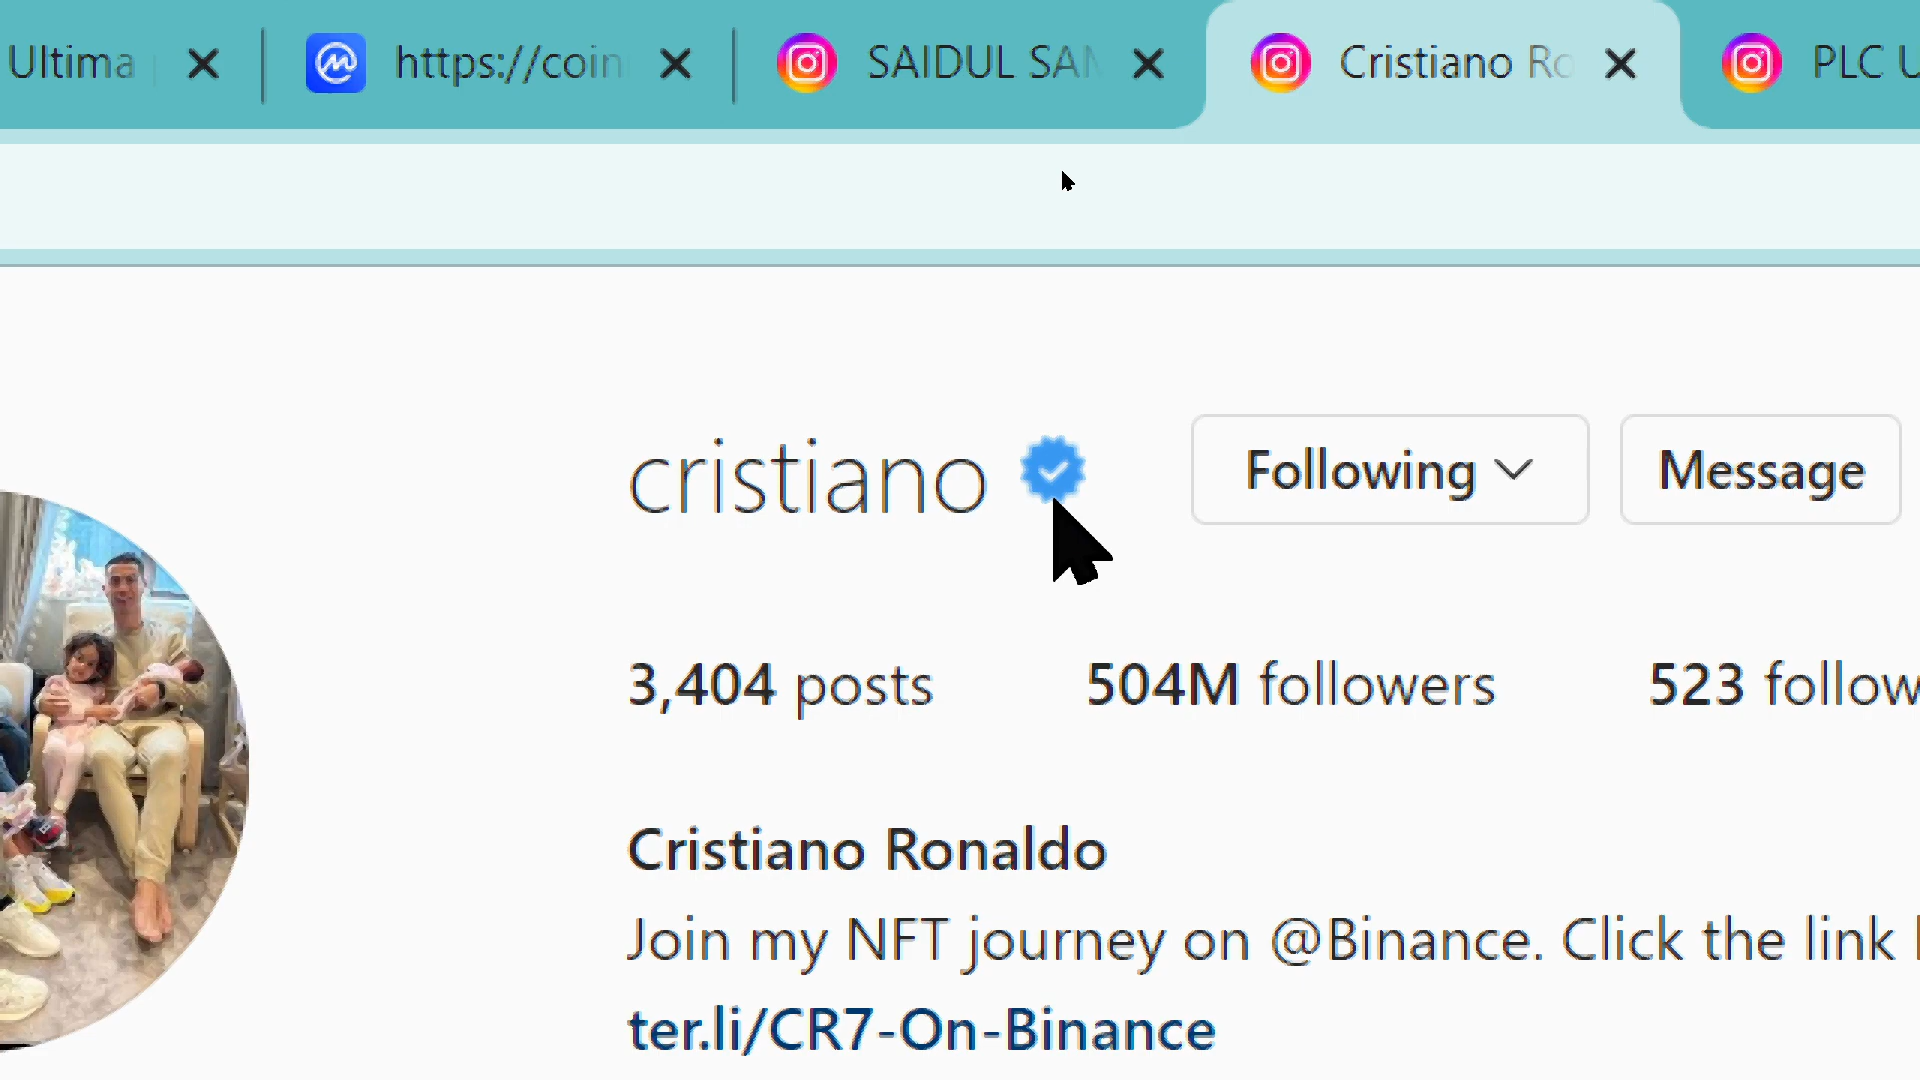 Ultima
https://coin
SAIDUL SAM
Cristiano Ro
PLC U
cristiano
Following
Message
3,404 posts
504M followers
523 follow
Cristiano Ronaldo
Join my NFT journey on @Binance. Click the link
ter.li/CR7-On-Binance